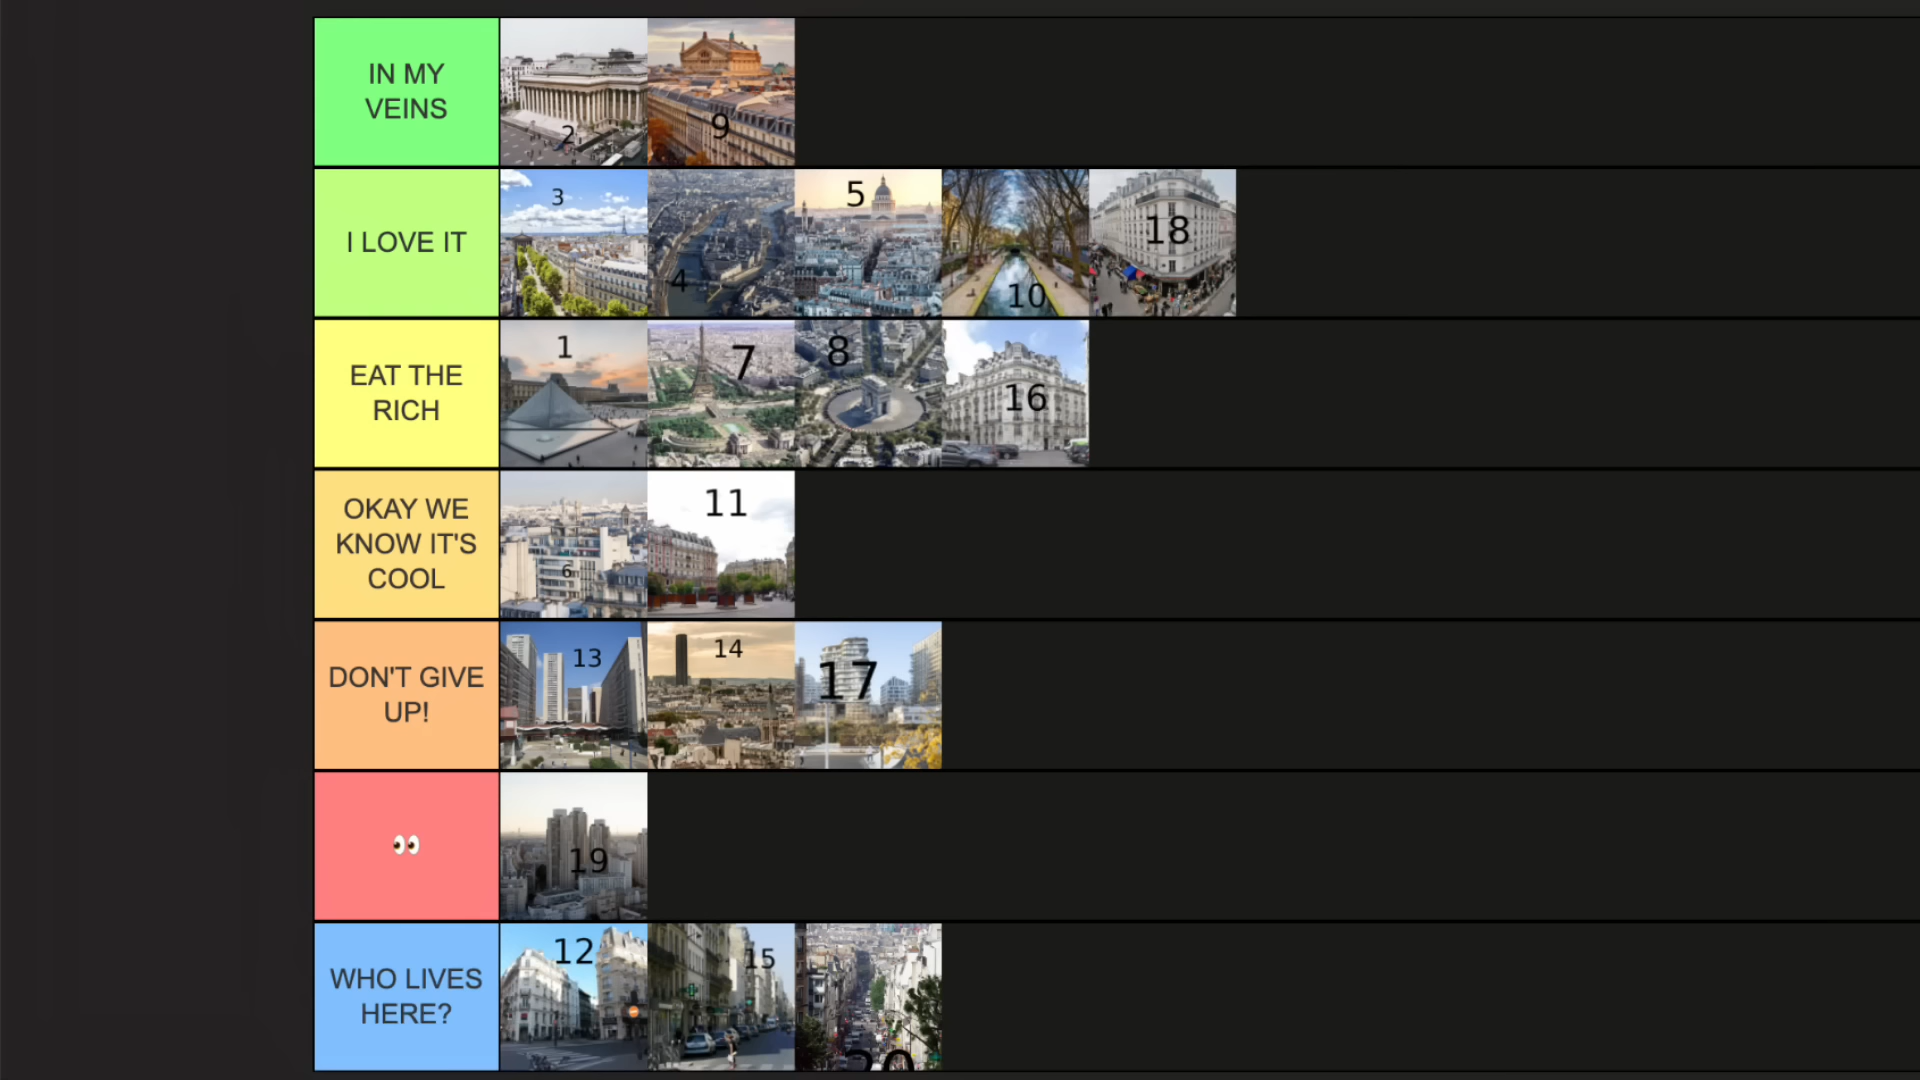 IN MY
VEINS
2
9
I LOVE IT
3
4
5
10
18
EAT THE
RICH
1
7
8
16
OKAY WE
KNOW IT'S
COOL
6
11
DON'T GIVE
UP!
13
14
17
👀
19
WHO LIVES
HERE?
12
15
20